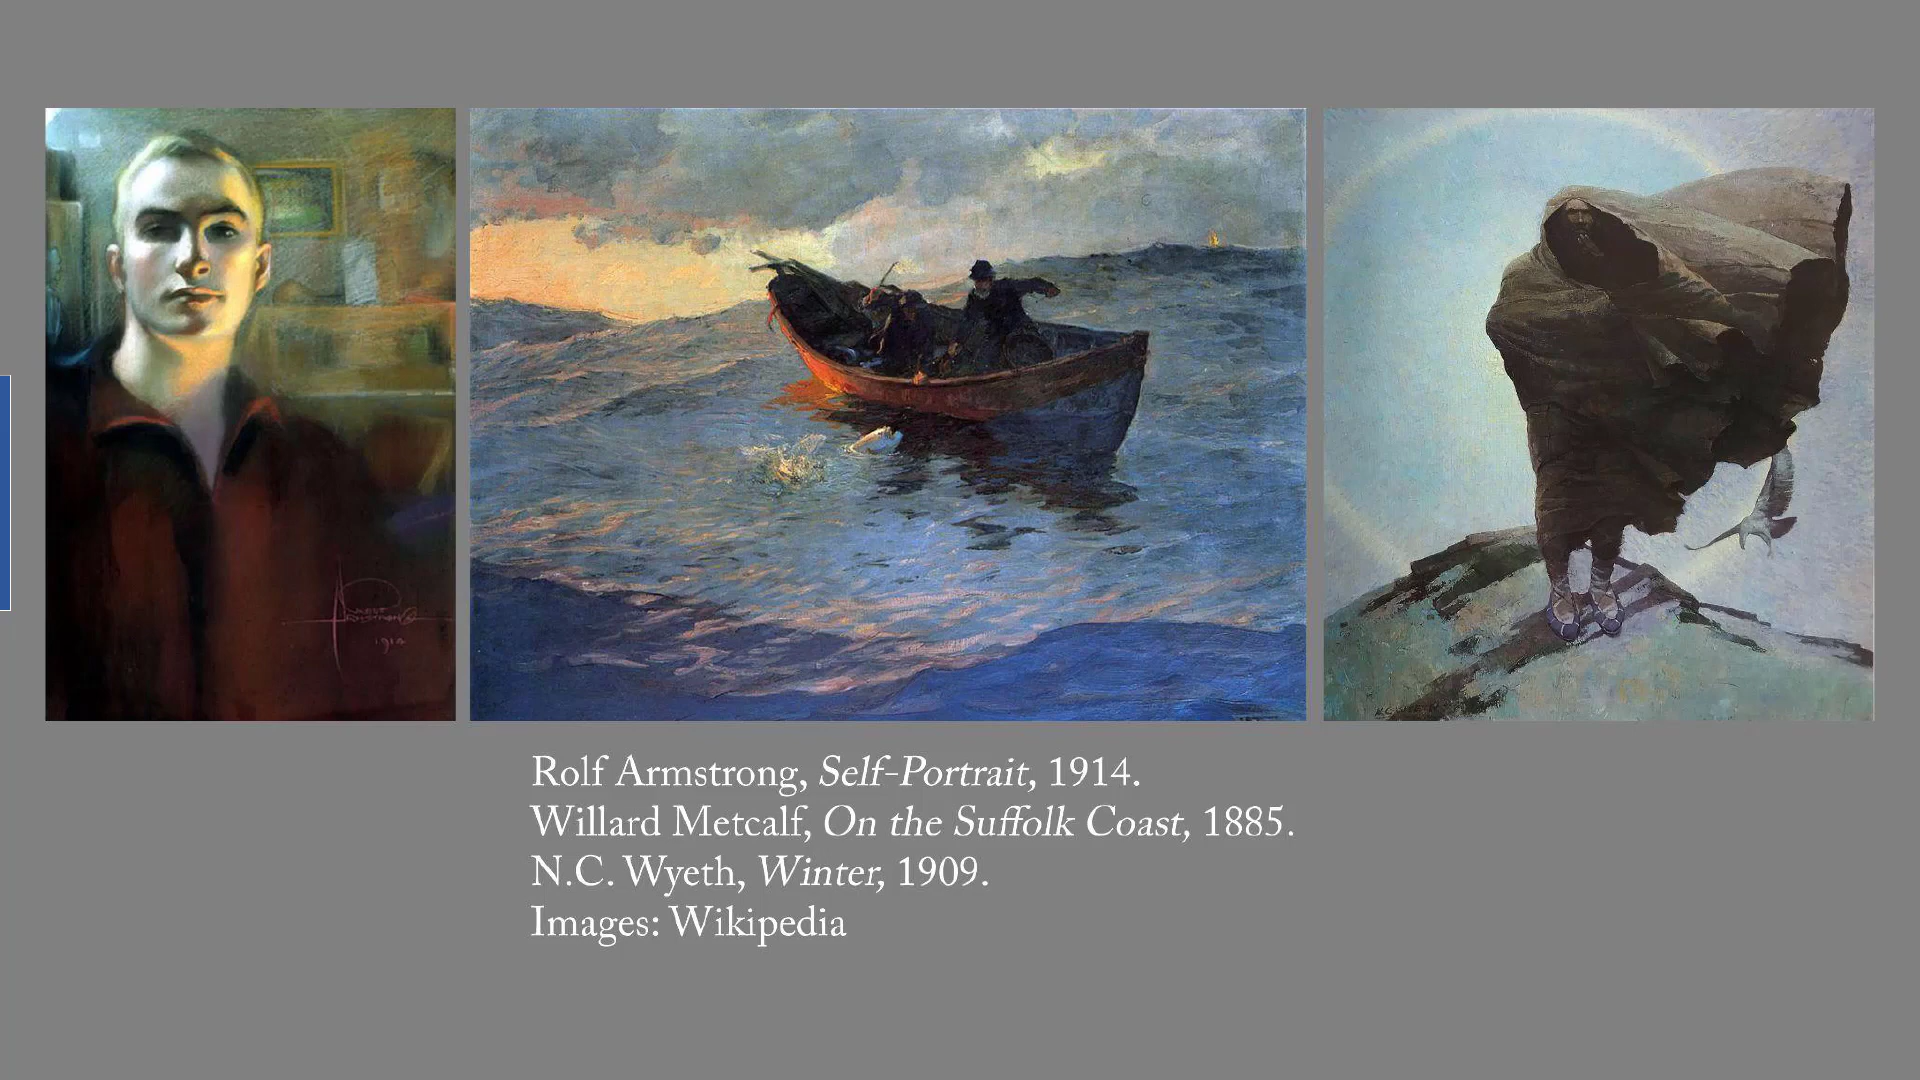 Rolf Armstrong, Self-Portrait, 1914.
Willard Metcalf, On the Suffolk Coast, 1885.
N.C. Wyeth, Winter, 1909.
Images: Wikipedia